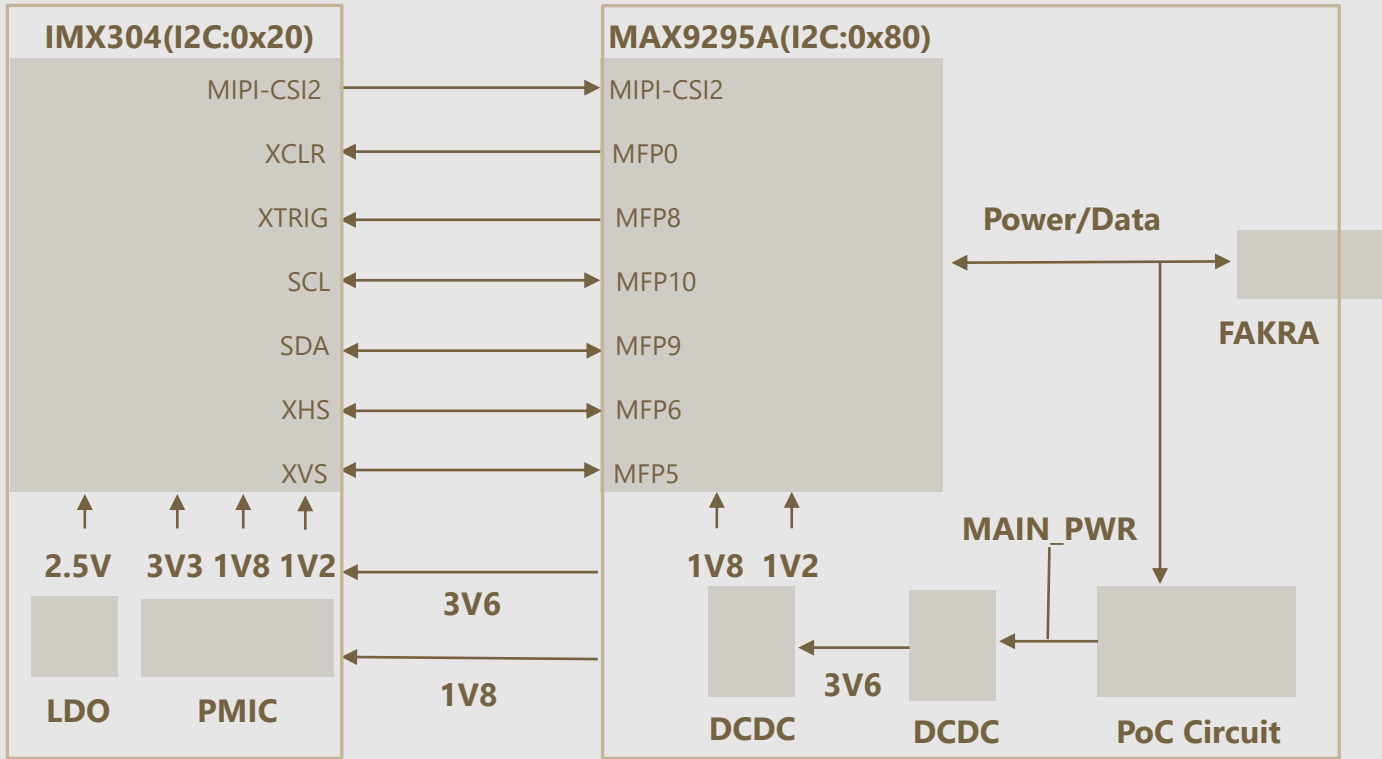 IMX304(I2C:0x20)
MAX9295A(I2C:0x80)
MIPI-CSI2
MIPI-CSI2
XCLR
MFP0
XTRIG
MFP8
Power/Data
SCL
MFP10
FAKRA
SDA
MFP9
XHS
MFP6
XVS
MFP5
MAIN_PWR
2.5V
3V3
1V8
1V2
1V8
1V2
3V6
3V6
1V8
LDO
PMIC
DCDC
DCDC
PoC Circuit